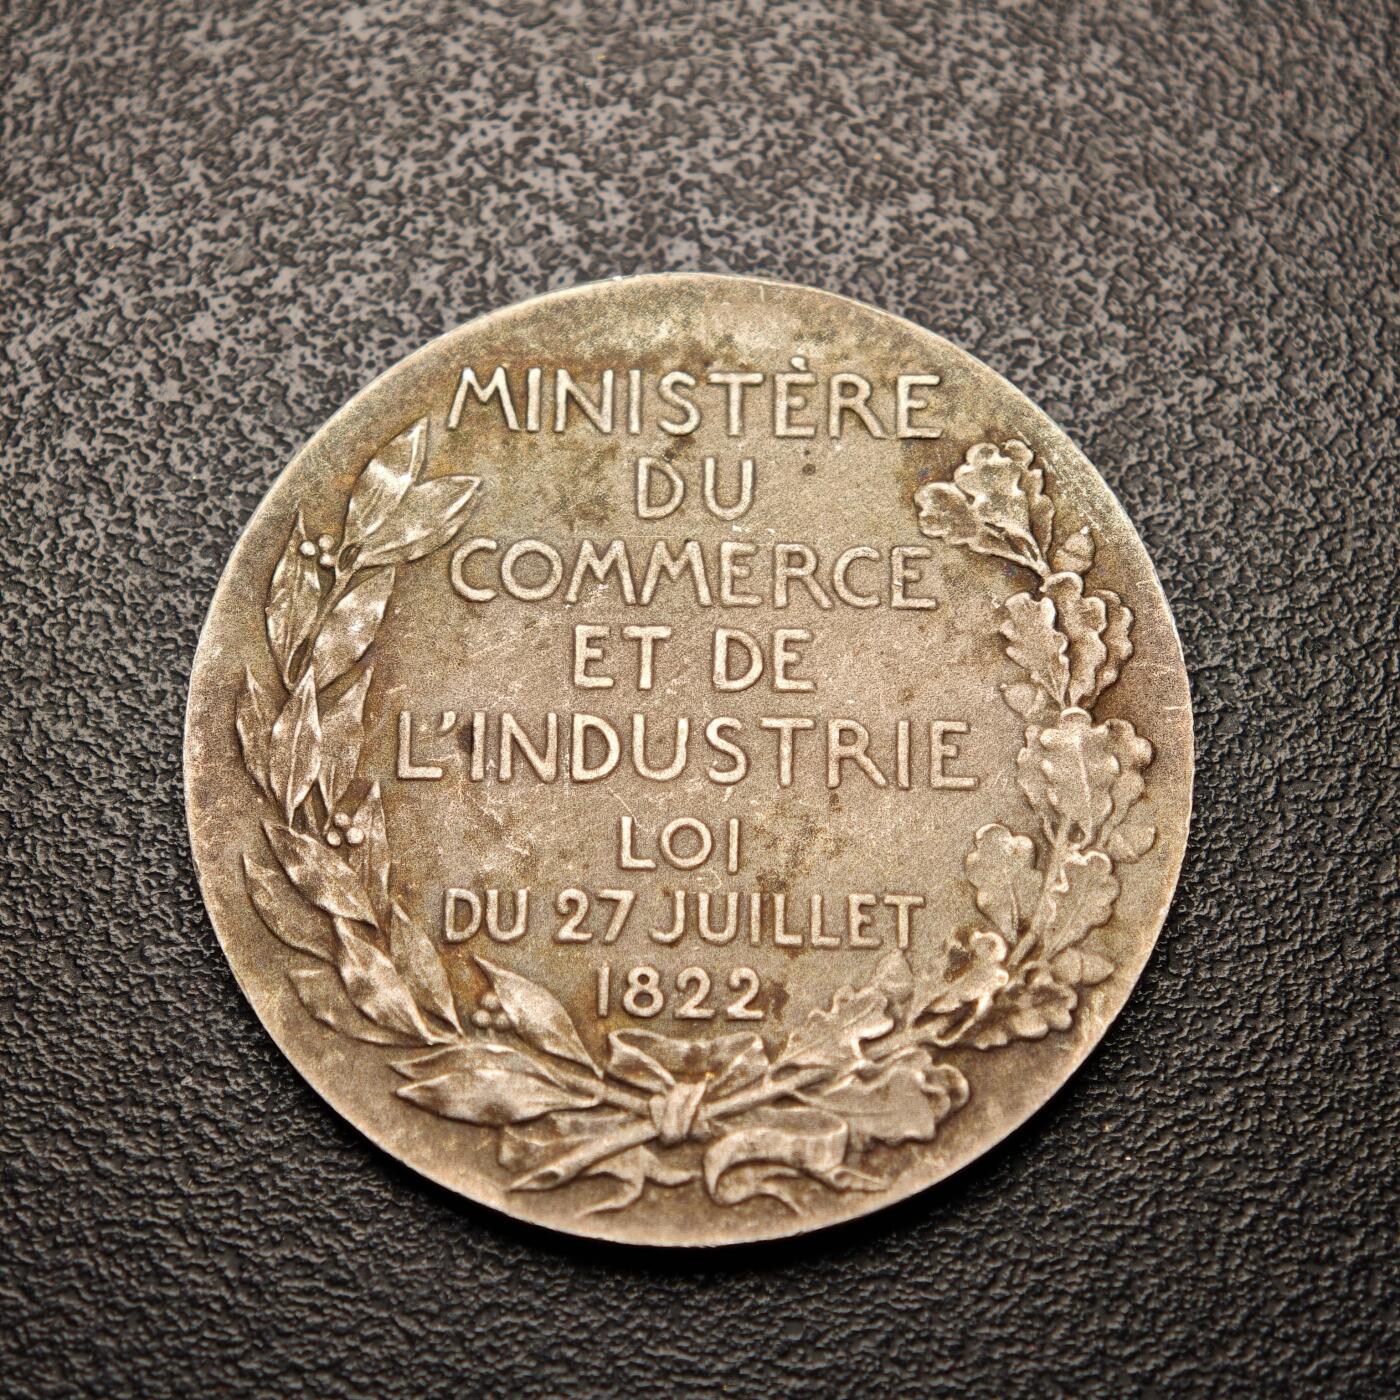 MINISTÈRE
DU
COMMERCE
ET DE
L'INDUSTRIE
LOI
DU 27 JUILLET
1822